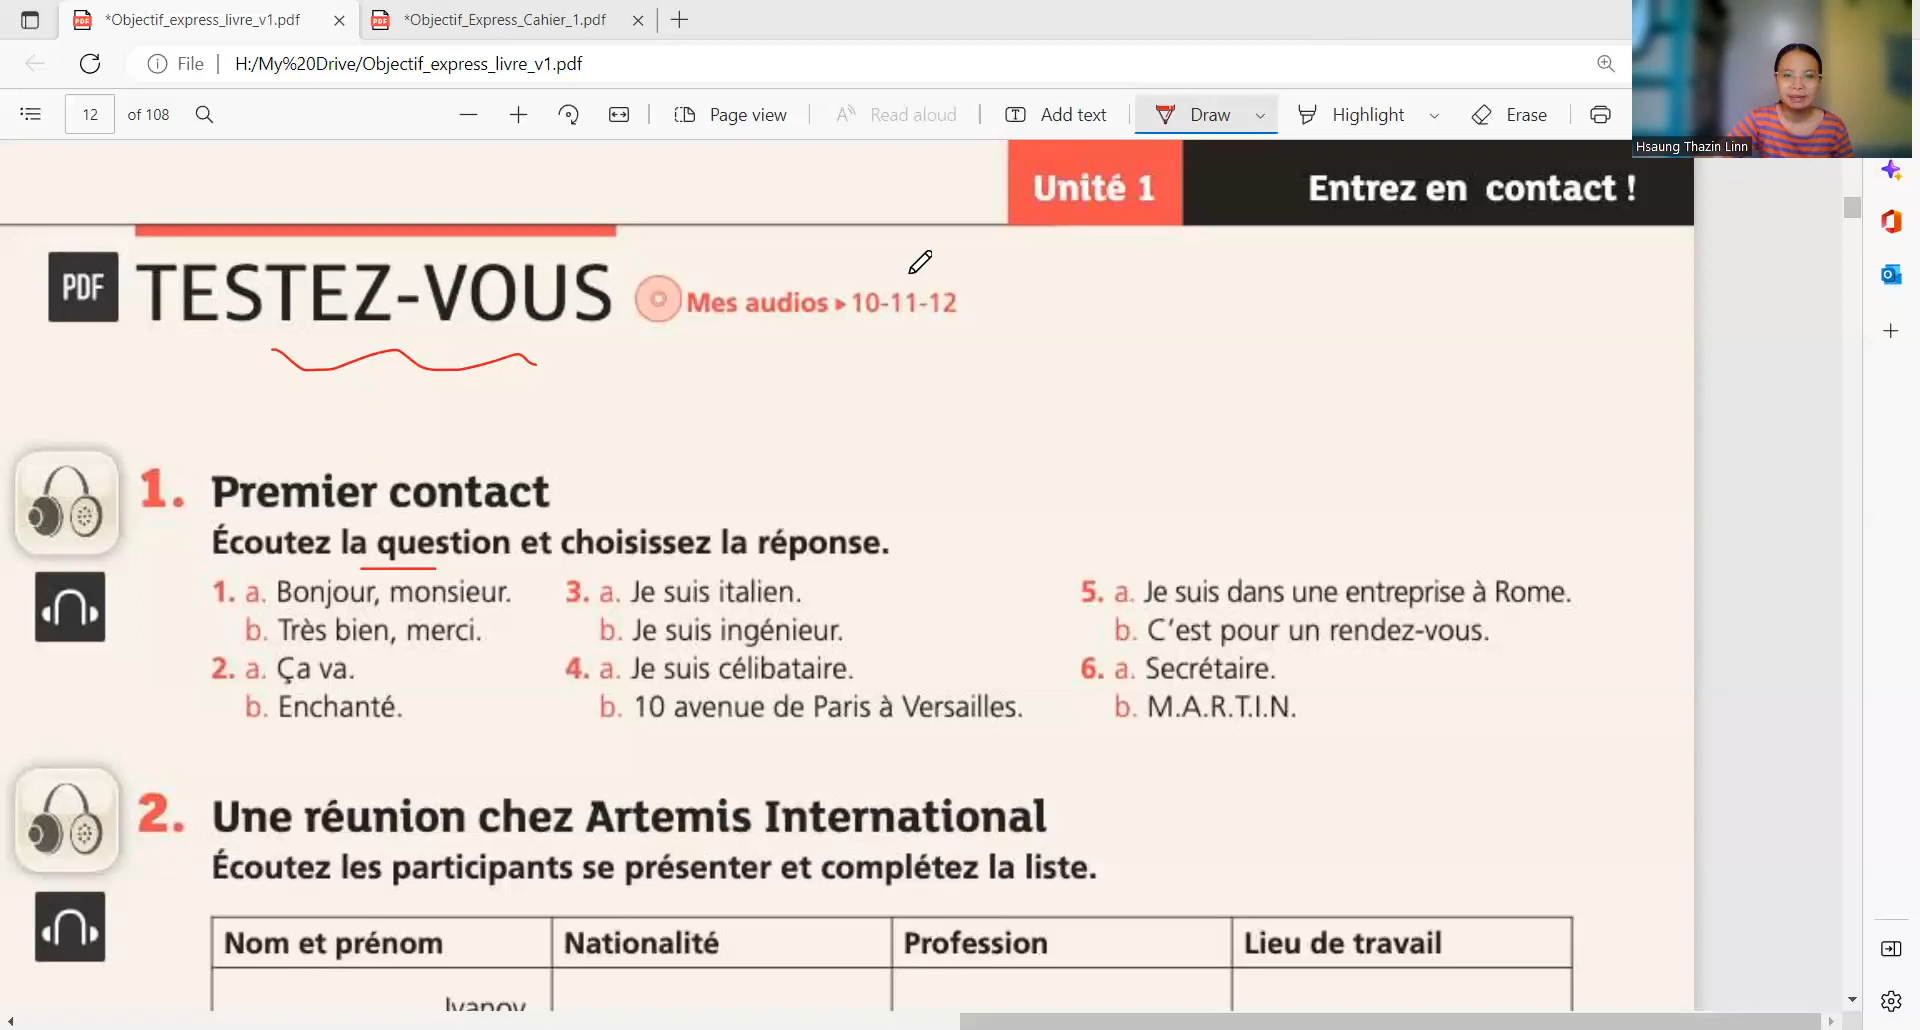 *Objectif_express_livre_v1.pdf
*Objectif_Express_Cahier_1.pdf
File
H:/My%20Drive/Objectif_express_livre_v1.pdf
12 of 108
Page view
Read aloud
Add text
Draw
Highlight
Erase
Hsaung Thazin Linn
Unité 1
Entrez en contact !
PDF
TESTEZ-VOUS
Mes audios ▸ 10-11-12
1. Premier contact
Écoutez la question et choisissez la réponse.
1. a. Bonjour, monsieur.
b. Très bien, merci.
2. a. Ça va.
b. Enchanté.
3. a. Je suis italien.
b. Je suis ingénieur.
4. a. Je suis célibataire.
b. 10 avenue de Paris à Versailles.
5. a. Je suis dans une entreprise à Rome.
b. C’est pour un rendez-vous.
6. a. Secrétaire.
b. M.A.R.T.I.N.
2. Une réunion chez Artemis International
Écoutez les participants se présenter et complétez la liste.
Nom et prénom
Nationalité
Profession
Lieu de travail
Ivanov